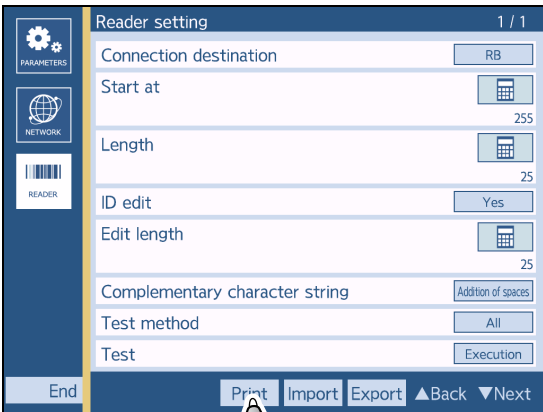 Reader setting 1 / 1
PARAMETERS
Connection destination RB
Start at
255
NETWORK
Length
25
READER
ID edit Yes
Edit length
25
Complementary character string Addition of spaces
Test method All
Test Execution
End Print Import Export ▲Back ▼Next